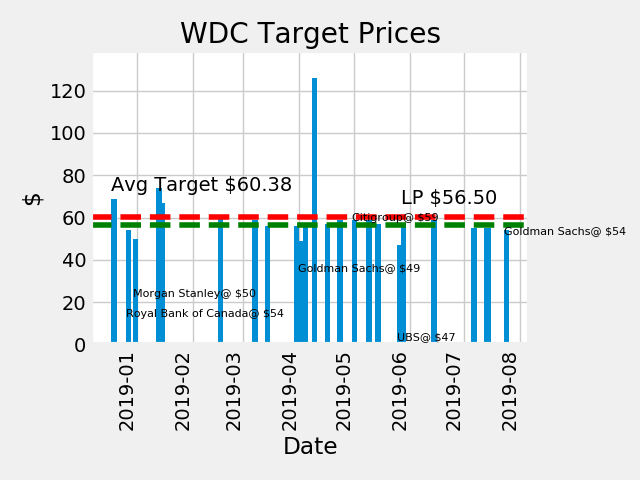 WDC Target Prices
120
100
80
60
40
20
0
$
Avg Target $60.38
LP $56.50
Citigroup@ $59
Goldman Sachs@ $54
Goldman Sachs@ $49
Morgan Stanley@ $50
Royal Bank of Canada@ $54
UBS@ $47
2019-01
2019-02
2019-03
2019-04
2019-05
2019-06
2019-07
2019-08
Date